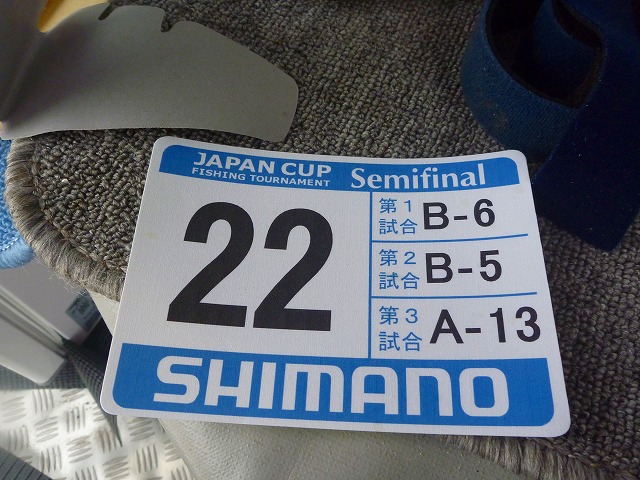 JAPAN CUP
FISHING TOURNAMENT
Semifinal
22
第1試合 B-6
第2試合 B-5
第3試合 A-13
SHIMANO